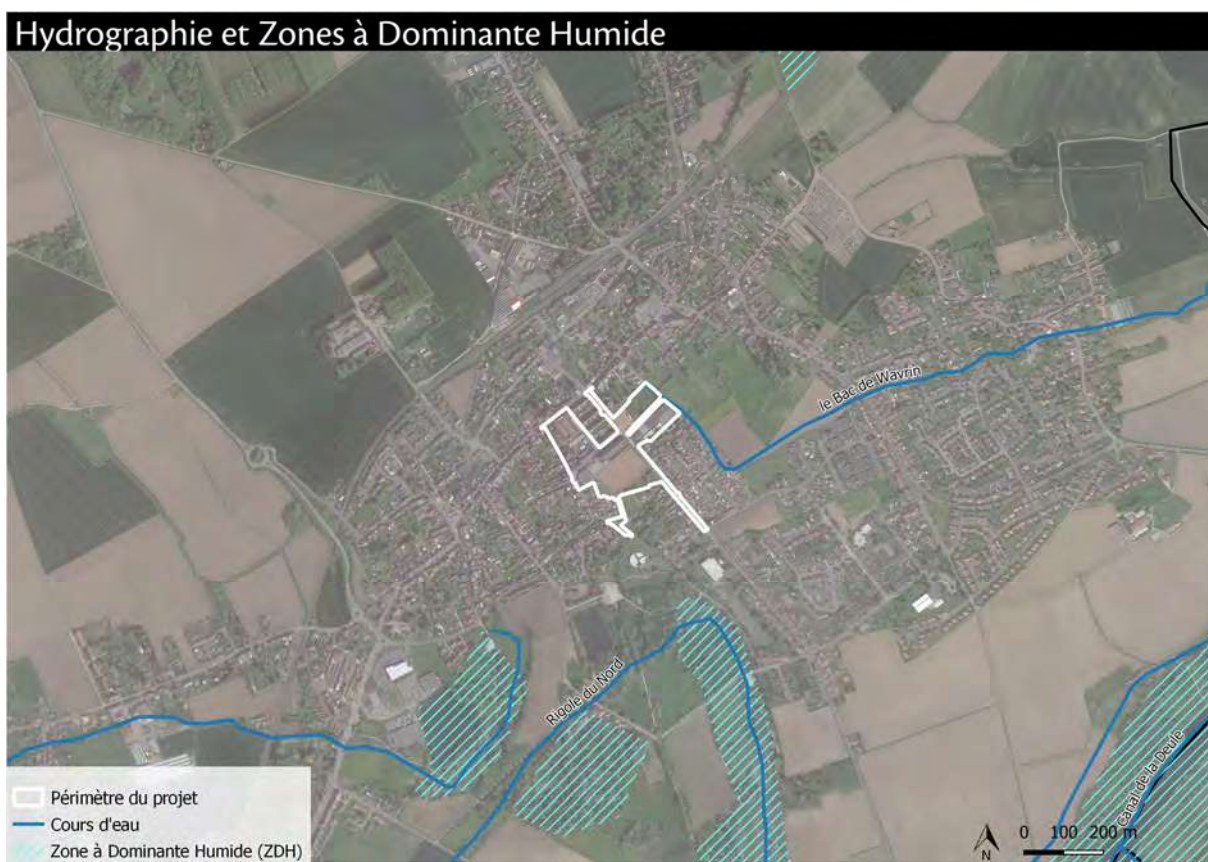 Hydrographie et Zones à Dominante Humide
le Bac de Wavrin
Rigole du Nord
Canal de la Deule
Périmètre du projet
Cours d'eau
Zone à Dominante Humide (ZDH)
N
0 100 200 m